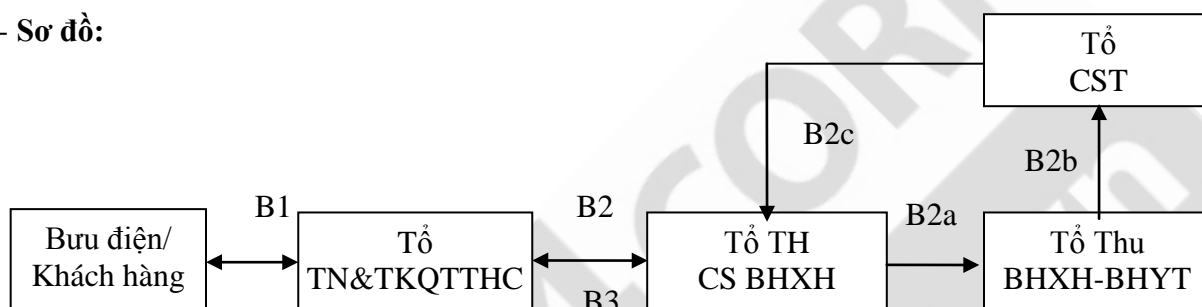 - Sơ đồ:
Tổ
CST
B2c
B2b
B1
B2
B2a
Bưu điện/
Khách hàng
Tổ
TN&TKQTTHC
Tổ TH
CS BHXH
Tổ Thu
BHXH-BHYT
B3